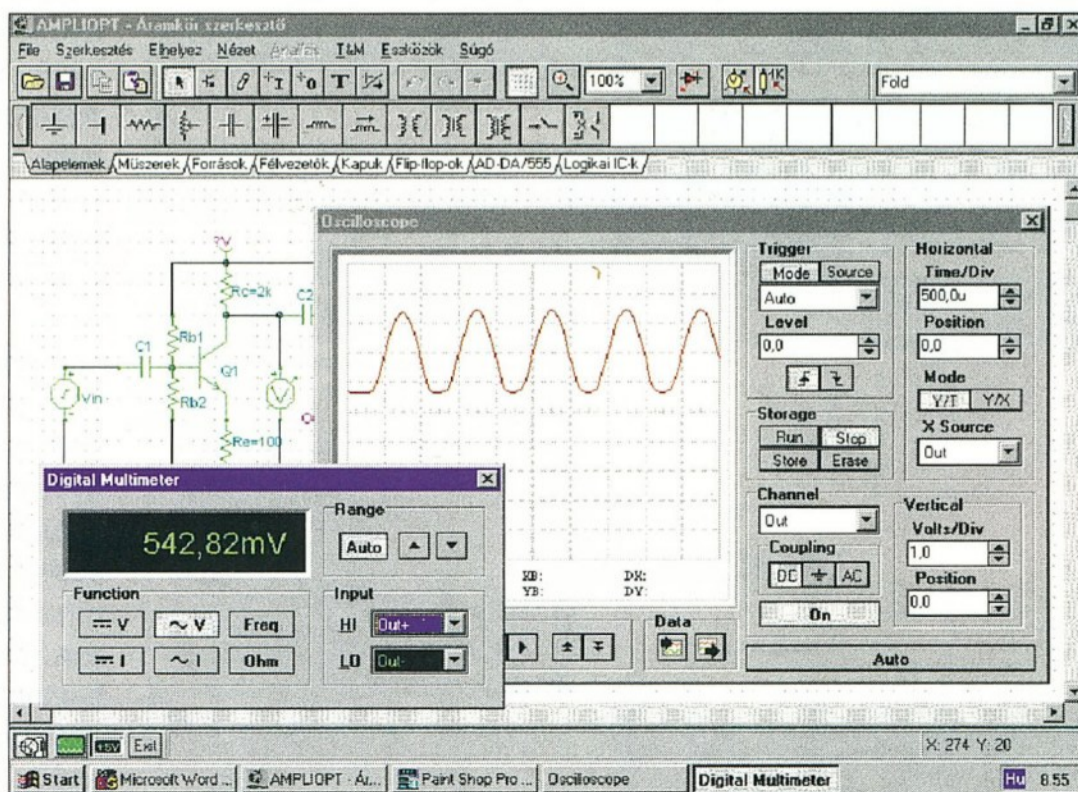 AMPLIOPT - Áramkör szerkesztő
File Szerkesztés Elhelyez Nézet Analízis T&M Eszközök Súgó
T 100% 1K Föld
Alapelemek Műszerek Források Félvezetők Kapuk Flip-flop-ok AD-DA/555 Logikai IC-k
Oscilloscope
Rc=2k
C2
C1
Rb1
Q1
Vin
Rb2
Re=100
Trigger
Mode Source
Auto
Level
0,0
Storage
Run Stop
Store Erase
Channel
Out
Coupling
DC AC
On
Horizontal
Time/Div
500,0u
Position
0,0
Mode
Y/T Y/X
X Source
Out
Vertical
Volts/Div
1,0
Position
0,0
Auto
XB: DX:
YB: DY:
Data
Digital Multimeter
542,82mV
Range
Auto
Function
V V Freq
I I Ohm
Input
HI Out+
LO Out-
+5V Exit
X: 274 Y: 20
Start Microsoft Word ... AMPLIOPT - Ár... Paint Shop Pro ... Oscilloscope Digital Multimeter Hu 8.55